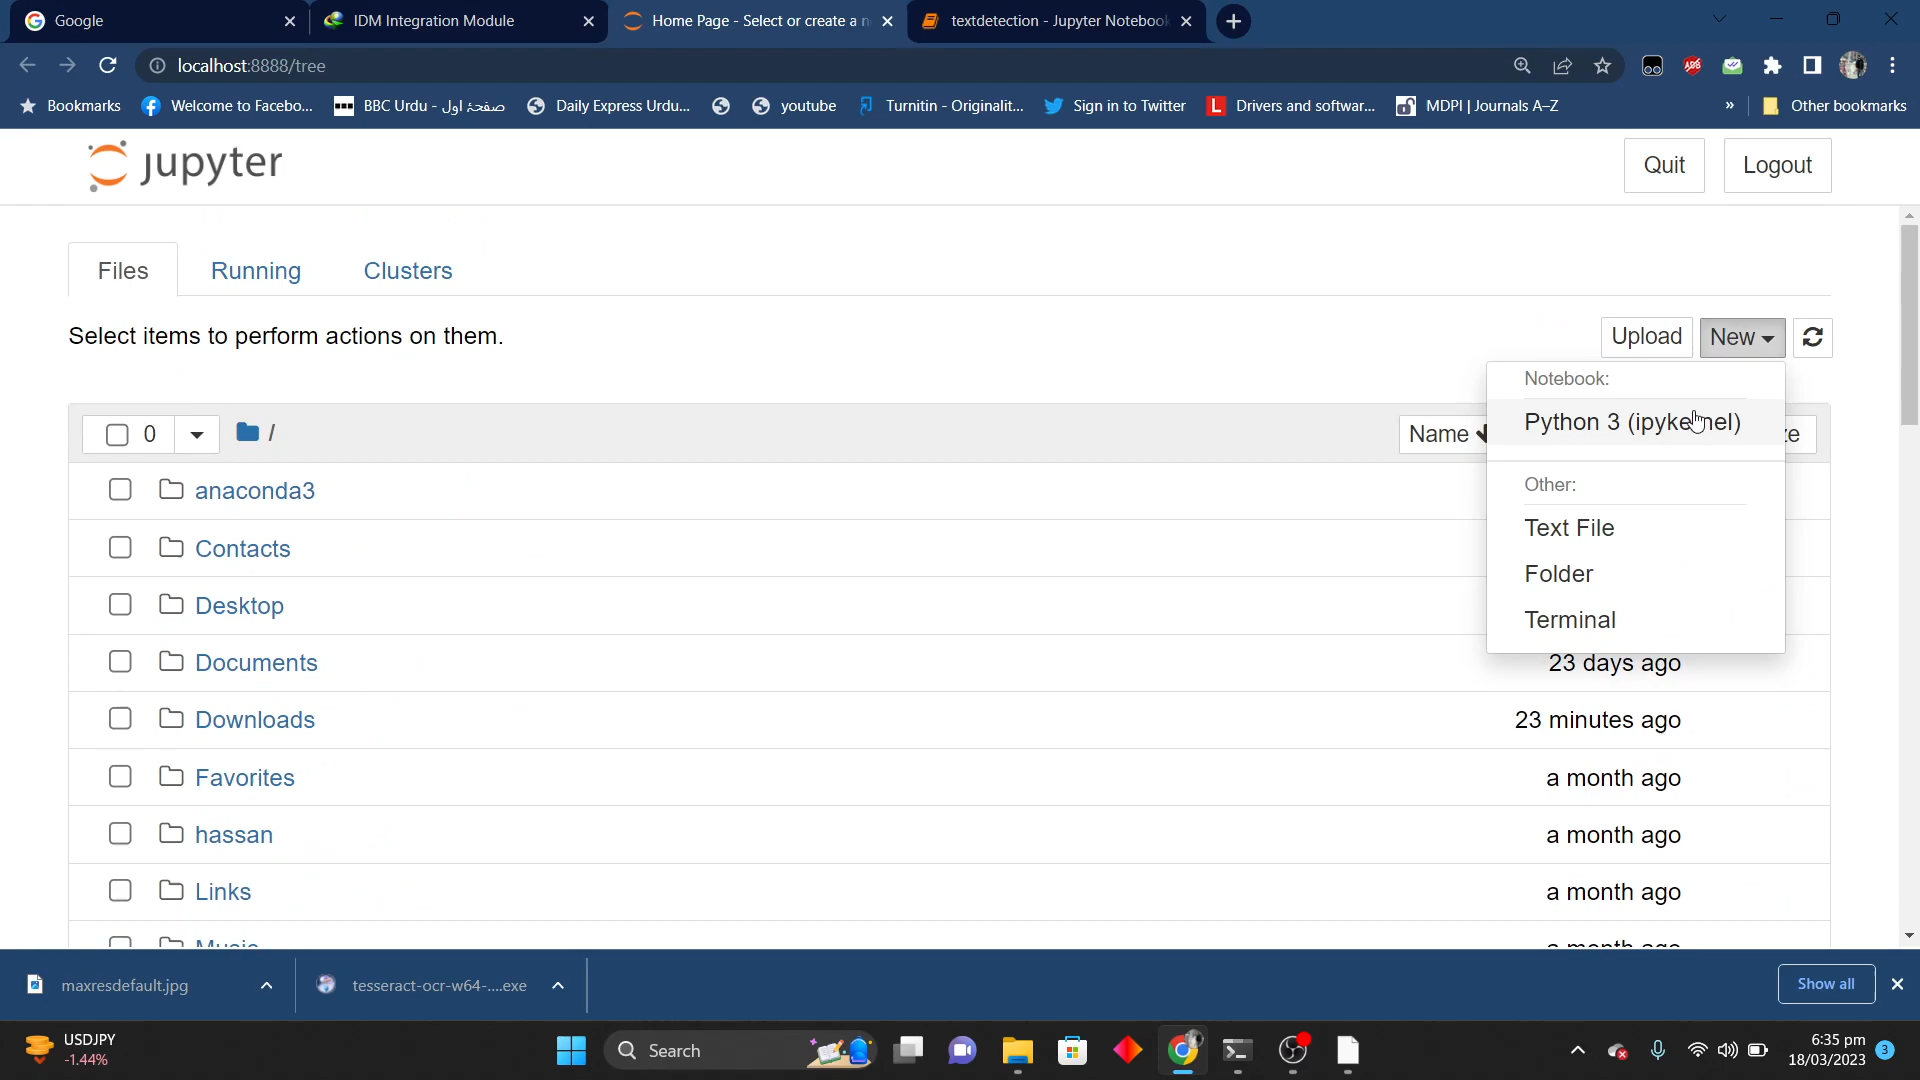 Google
IDM Integration Module
Home Page - Select or create a n
textdetection - Jupyter Notebook
localhost:8888/tree
Bookmarks
Welcome to Facebo...
BBC Urdu - صفحۂ اول
Daily Express Urdu...
youtube
Turnitin - Originalit...
Sign in to Twitter
Drivers and softwar...
MDPI | Journals A-Z
»
Other bookmarks
jupyter
Quit
Logout
Files
Running
Clusters
Select items to perform actions on them.
Upload
New
Notebook:
Python 3 (ipykernel)
Other:
Text File
Folder
Terminal
0
/
Name
anaconda3
Contacts
Desktop
Documents
23 days ago
Downloads
23 minutes ago
Favorites
a month ago
hassan
a month ago
Links
a month ago
Music
a month ago
maxresdefault.jpg
tesseract-ocr-w64-....exe
Show all
USDJPY
-1.44%
Search
6:35 pm
18/03/2023
3